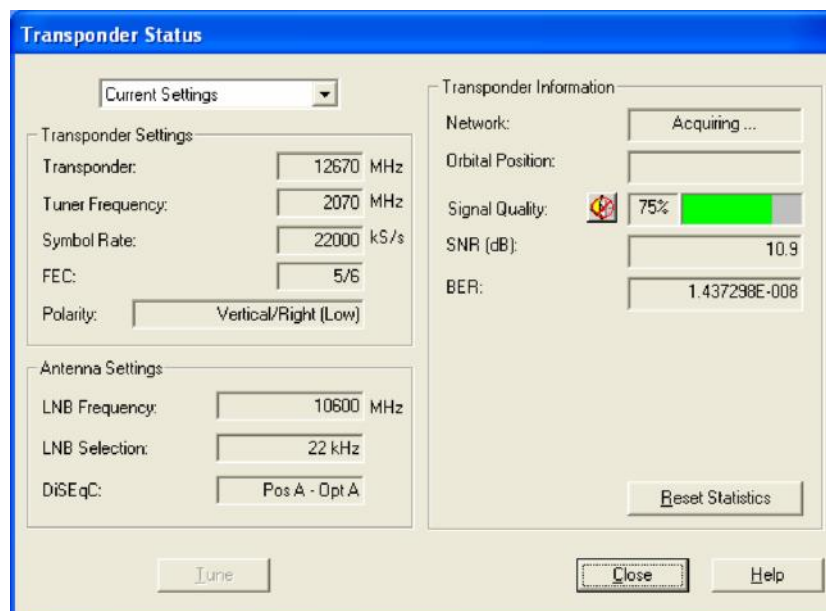 Transponder Status
Current Settings
Transponder Settings
Transponder: 12670 MHz
Tuner Frequency: 2070 MHz
Symbol Rate: 22000 kS/s
FEC: 5/6
Polarity: Vertical/Right (Low)
Antenna Settings
LNB Frequency: 10600 MHz
LNB Selection: 22 kHz
DiSEqC: Pos A - Opt A
Tune
Transponder Information
Network: Acquiring ...
Orbital Position:
Signal Quality: 75%
SNR (dB): 10.9
BER: 1.437298E-008
Reset Statistics
Close Help